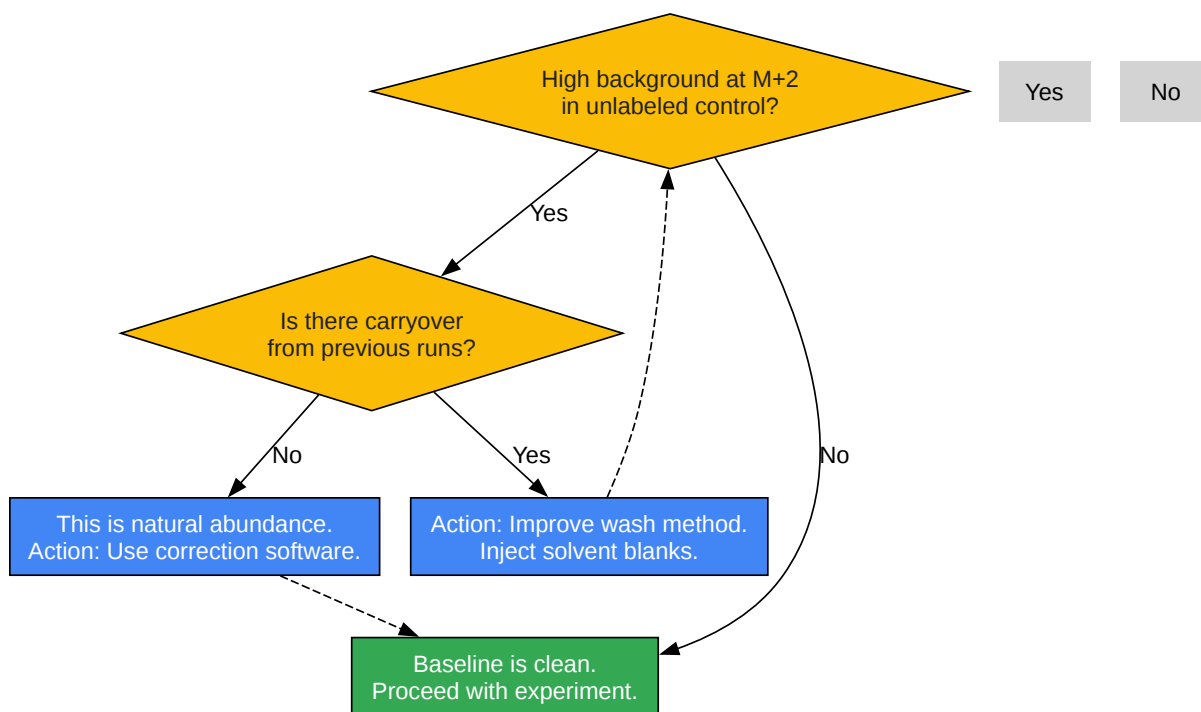 High background at M+2
in unlabeled control?
Yes
No
Yes
Is there carryover
from previous runs?
No
Yes
No
This is natural abundance.
Action: Use correction software.
Action: Improve wash method.
Inject solvent blanks.
Baseline is clean.
Proceed with experiment.